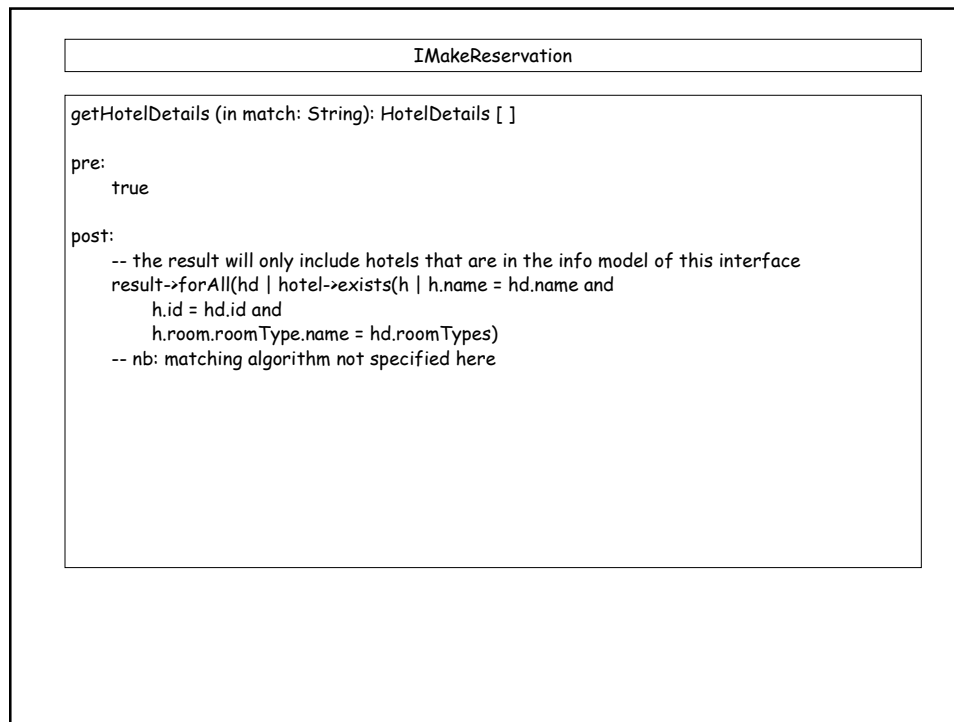 IMakeReservation
getHotelDetails (in match: String): HotelDetails [ ]
pre:
true
post:
-- the result will only include hotels that are in the info model of this interface
result->forAll(hd | hotel->exists(h | h.name = hd.name and
h.id = hd.id and
h.room.roomType.name = hd.roomTypes)
-- nb: matching algorithm not specified here